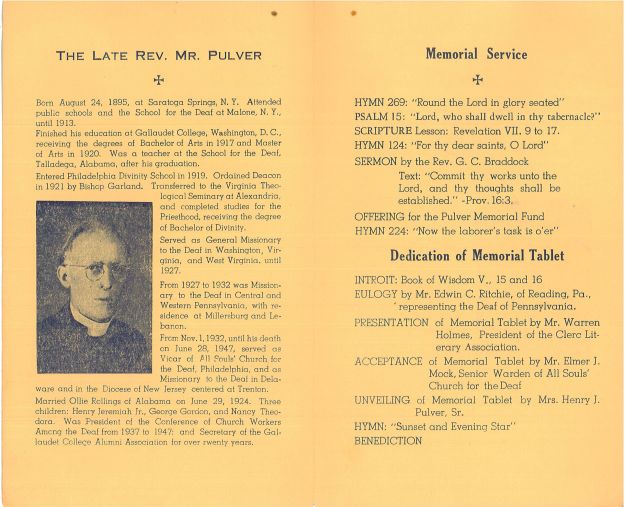 THE LATE REV. MR. PULVER
Born August 24, 1895, at Saratoga Springs, N. Y. Attended
public schools and the School for the Deaf at Malone, N. Y.,
until 1913.
Finished his education at Gallaudet College, Washington, D. C.,
receiving the degrees of Bachelor of Arts in 1917 and Master
of Arts in 1920. Was a teacher at the School for the Deaf,
Talladega, Alabama, after his graduation.
Entered Philadelphia Divinity School in 1919. Ordained Deacon
in 1921 by Bishop Garland. Transferred to the Virginia Theo-
logical Seminary at Alexandria,
and completed studies for the
Priesthood, receiving the degree
of Bachelor of Divinity.
Served as General Missionary
to the Deaf in Washington, Vir-
ginia, and West Virginia, until
1927.
From 1927 to 1932 was Mission-
ary to the Deaf in Central and
Western Pennsylvania, with re-
sidence at Millersburg and Le-
banon.
From Nov. 1, 1932, until his death
on June 28, 1947, served as
Vicar of All Souls' Church for
the Deaf, Philadelphia, and as
Missionary to the Deaf in Dela-
ware and in the Diocese of New Jersey centered at Trenton.
Married Ollie Rollings of Alabama on June 29, 1924. Three
children: Henry Jeremiah Jr., George Gordon, and Nancy Theo-
dora. Was President of the Conference of Church Workers
Among the Deaf from 1937 to 1947; and Secretary of the Gal-
laudet College Alumni Association for over twenty years.
Memorial Service
HYMN 269: "Round the Lord in glory seated"
PSALM 15: "Lord, who shall dwell in thy tabernacle?"
SCRIPTURE Lesson: Revelation VII. 9 to 17.
HYMN 124: "For thy dear saints, O Lord"
SERMON by the Rev. G. C. Braddock
Text: "Commit thy works unto the
Lord, and thy thoughts shall be
established." -Prov. 16:3.
OFFERING for the Pulver Memorial Fund
HYMN 224: "Now the laborer's task is o'er"
Dedication of Memorial Tablet
INTROIT: Book of Wisdom V., 15 and 16
EULOGY by Mr. Edwin C. Ritchie, of Reading, Pa.,
representing the Deaf of Pennsylvania.
PRESENTATION of Memorial Tablet by Mr. Warren
Holmes, President of the Clerc Lit-
erary Association.
ACCEPTANCE of Memorial Tablet by Mr. Elmer J.
Mock, Senior Warden of All Souls'
Church for the Deaf
UNVEILING of Memorial Tablet by Mrs. Henry J.
Pulver, Sr.
HYMN: "Sunset and Evening Star"
BENEDICTION